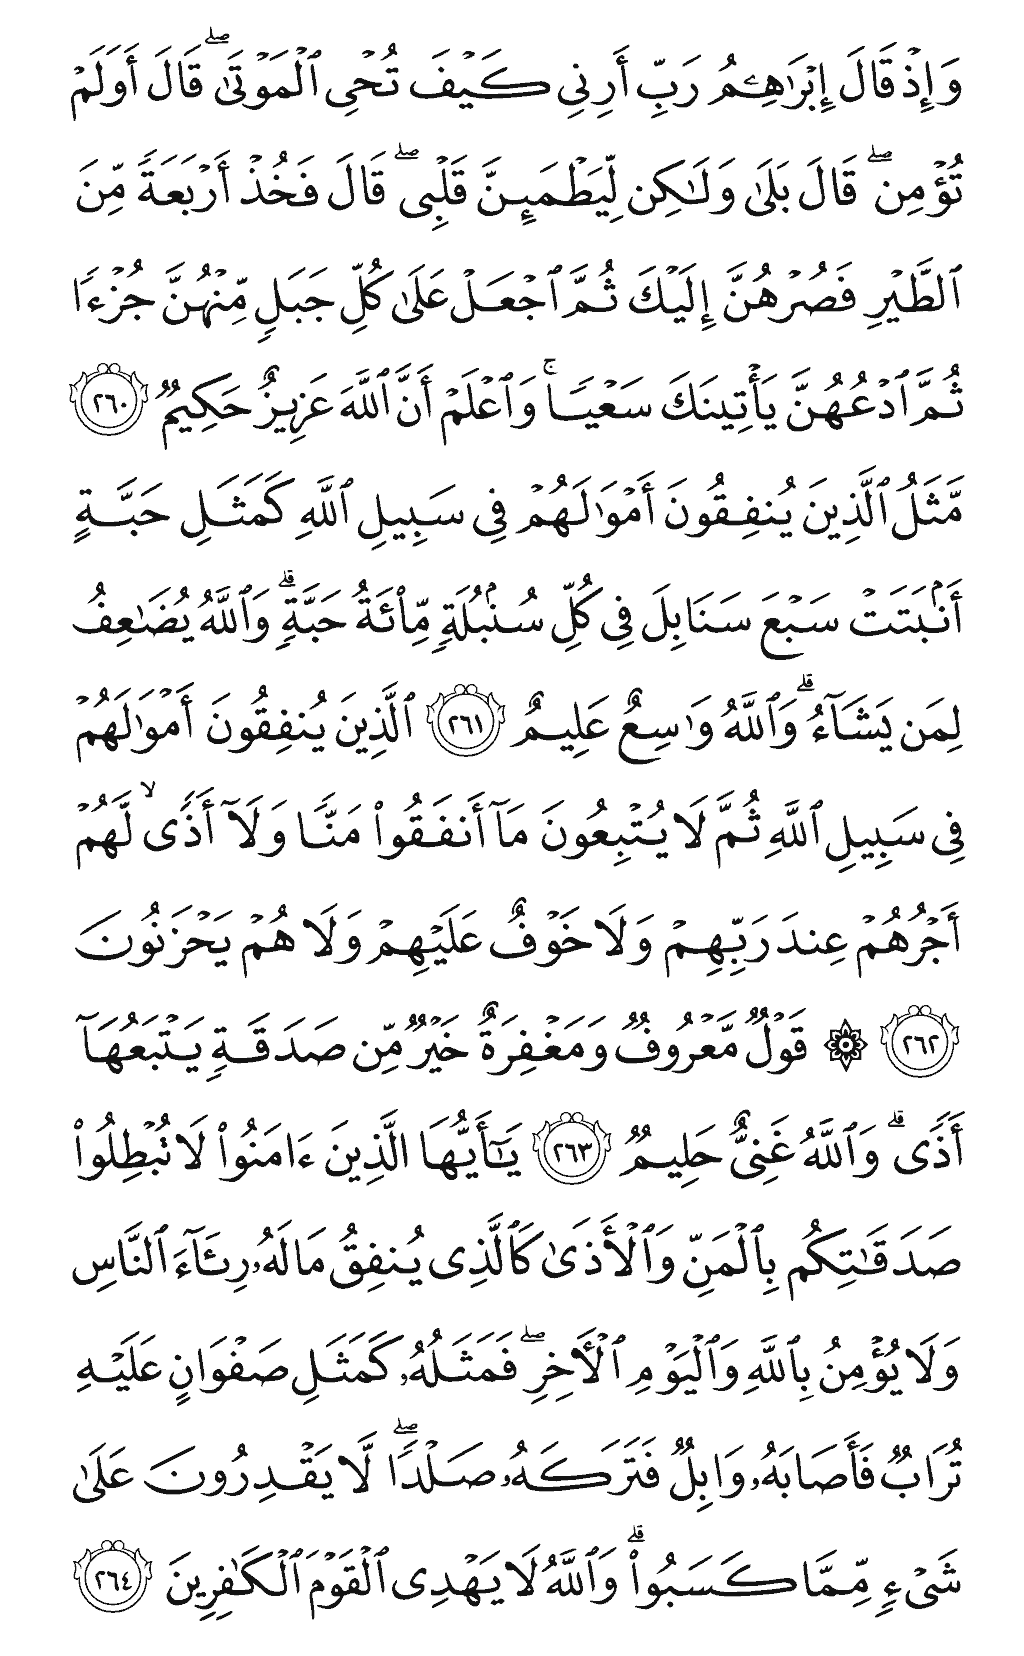 وَإِذْ قَالَ إِبْرَٰهِـۧمُ رَبِّ أَرِنِي كَيْفَ تُحْىِ ٱلْمَوْتَىٰ ۖ قَالَ أَوَلَمْ
تُؤْمِن ۖ قَالَ بَلَىٰ وَلَـٰكِن لِّيَطْمَئِنَّ قَلْبِى ۖ قَالَ فَخُذْ أَرْبَعَةً مِّنَ
ٱلطَّيْرِ فَصُرْهُنَّ إِلَيْكَ ثُمَّ ٱجْعَلْ عَلَىٰ كُلِّ جَبَلٍ مِّنْهُنَّ جُزْءًا
ثُمَّ ٱدْعُهُنَّ يَأْتِينَكَ سَعْيًا ۚ وَٱعْلَمْ أَنَّ ٱللَّهَ عَزِيزٌ حَكِيمٌ ٢٦٠
مَّثَلُ ٱلَّذِينَ يُنفِقُونَ أَمْوَٰلَهُمْ فِى سَبِيلِ ٱللَّهِ كَمَثَلِ حَبَّةٍ
أَنۢبَتَتْ سَبْعَ سَنَابِلَ فِى كُلِّ سُنۢبُلَةٍ مِّا۟ئَةُ حَبَّةٍ ۗ وَٱللَّهُ يُضَـٰعِفُ
لِمَن يَشَآءُ ۗ وَٱللَّهُ وَٰسِعٌ عَلِيمٌ ٢٦١ ٱلَّذِينَ يُنفِقُونَ أَمْوَٰلَهُمْ
فِى سَبِيلِ ٱللَّهِ ثُمَّ لَا يُتْبِعُونَ مَآ أَنفَقُوا۟ مَنًّا وَلَآ أَذًى ۙ لَّهُمْ
أَجْرُهُمْ عِندَ رَبِّهِمْ وَلَا خَوْفٌ عَلَيْهِمْ وَلَا هُمْ يَحْزَنُونَ
٢٦٢ ۞ قَوْلٌ مَّعْرُوفٌ وَمَغْفِرَةٌ خَيْرٌ مِّن صَدَقَةٍ يَتْبَعُهَآ
أَذًى ۗ وَٱللَّهُ غَنِىٌّ حَلِيمٌ ٢٦٣ يَـٰٓأَيُّهَا ٱلَّذِينَ ءَامَنُوا۟ لَا تُبْطِلُوا۟
صَدَقَـٰتِكُم بِٱلْمَنِّ وَٱلْأَذَىٰ كَٱلَّذِى يُنفِقُ مَالَهُۥ رِئَآءَ ٱلنَّاسِ
وَلَا يُؤْمِنُ بِٱللَّهِ وَٱلْيَوْمِ ٱلْـَٔاخِرِ ۖ فَمَثَلُهُۥ كَمَثَلِ صَفْوَانٍ عَلَيْهِ
تُرَابٌ فَأَصَابَهُۥ وَابِلٌ فَتَرَكَهُۥ صَلْدًا ۖ لَّا يَقْدِرُونَ عَلَىٰ
شَىْءٍ مِّمَّا كَسَبُوا۟ ۗ وَٱللَّهُ لَا يَهْدِى ٱلْقَوْمَ ٱلْكَـٰفِرِينَ ٢٦٤